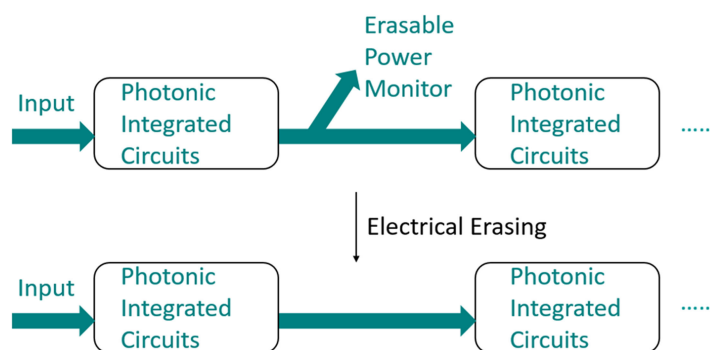 Erasable
Power
Monitor
Input
Photonic
Integrated
Circuits
Photonic
Integrated
Circuits
.....
Electrical Erasing
Input
Photonic
Integrated
Circuits
Photonic
Integrated
Circuits
.....